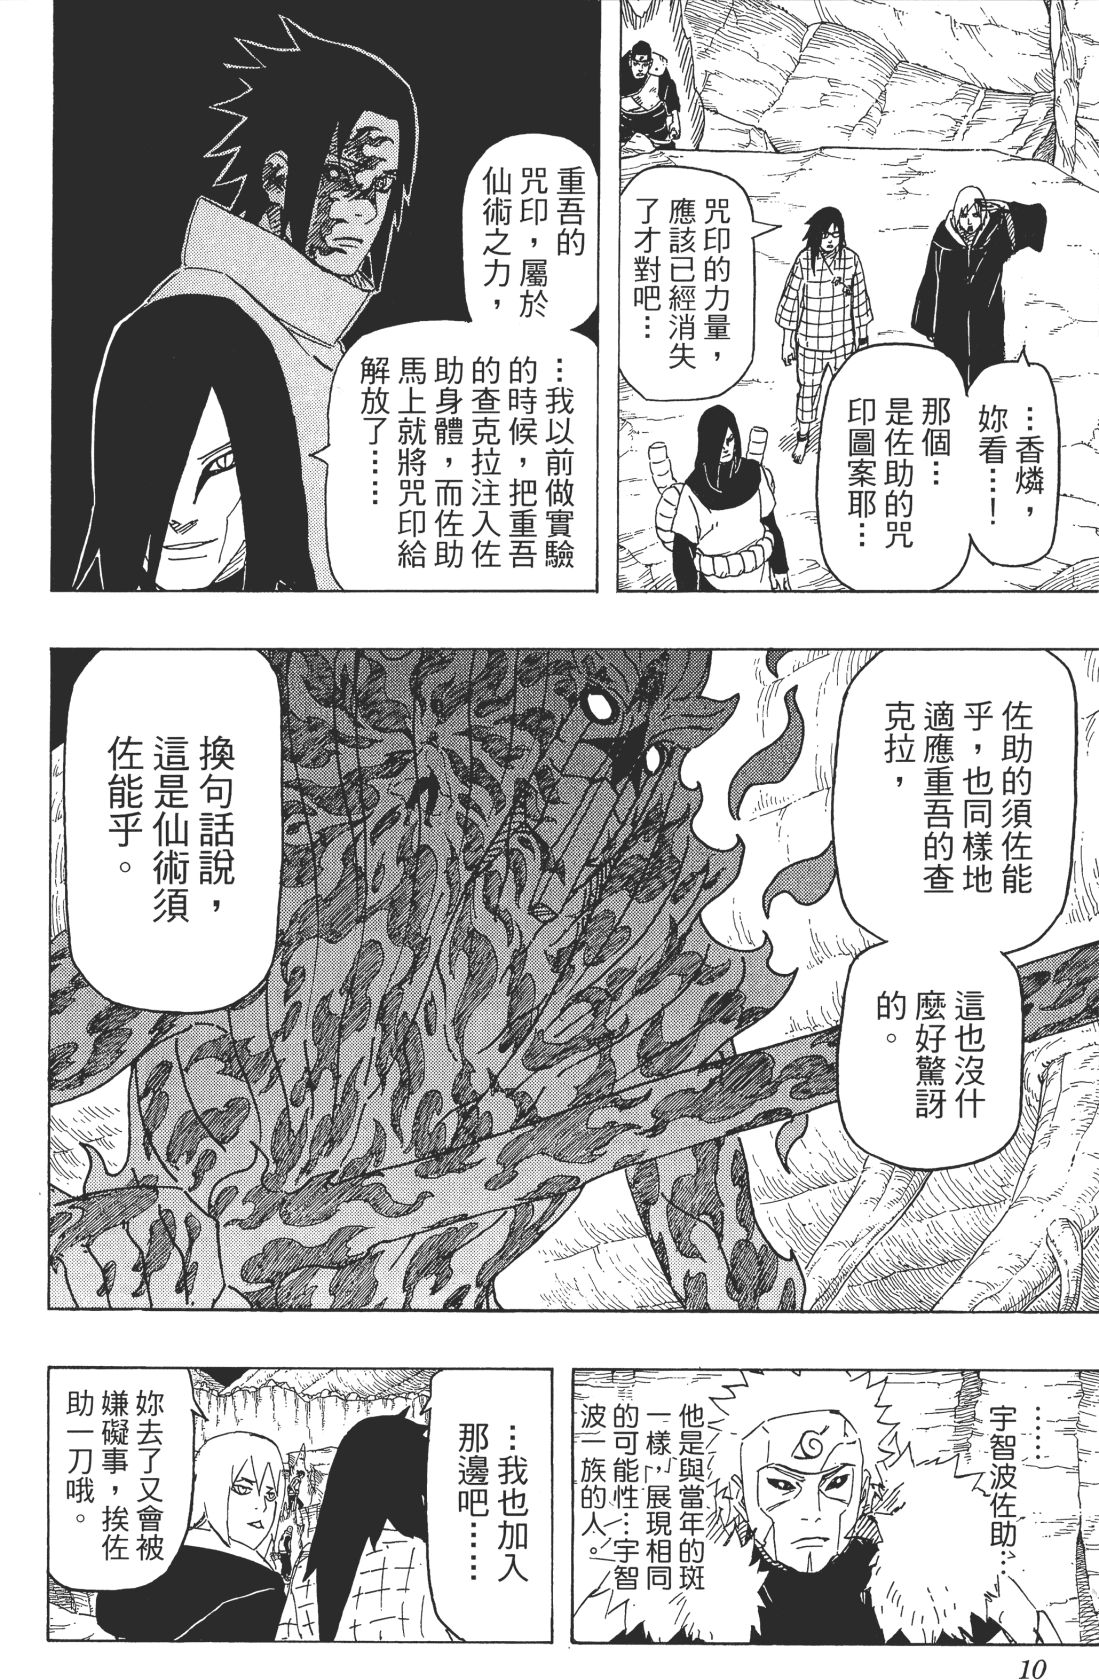 …香燐，
妳看…！
那個…
是佐助的咒
印圖案耶…
咒印的力量，
應該已經消失
了才對吧…
重吾的
咒印，屬於
仙術之力，
…我以前做實驗
的時候，把重吾
的查克拉注入佐
助身體，而佐助
馬上就將咒印給
解放了……
佐助的須佐能
乎，也同樣地
適應重吾的查
克拉，
這也沒什
麼好驚訝
的。
換句話說，
這是仙術須
佐能乎。
……
宇智波佐助…
他是與當年的斑
一樣，展現相同
的可能性…宇智
波一族的人。
…我也加入
那邊吧……
妳去了又會被
嫌礙事，挨佐
助一刀哦。
10